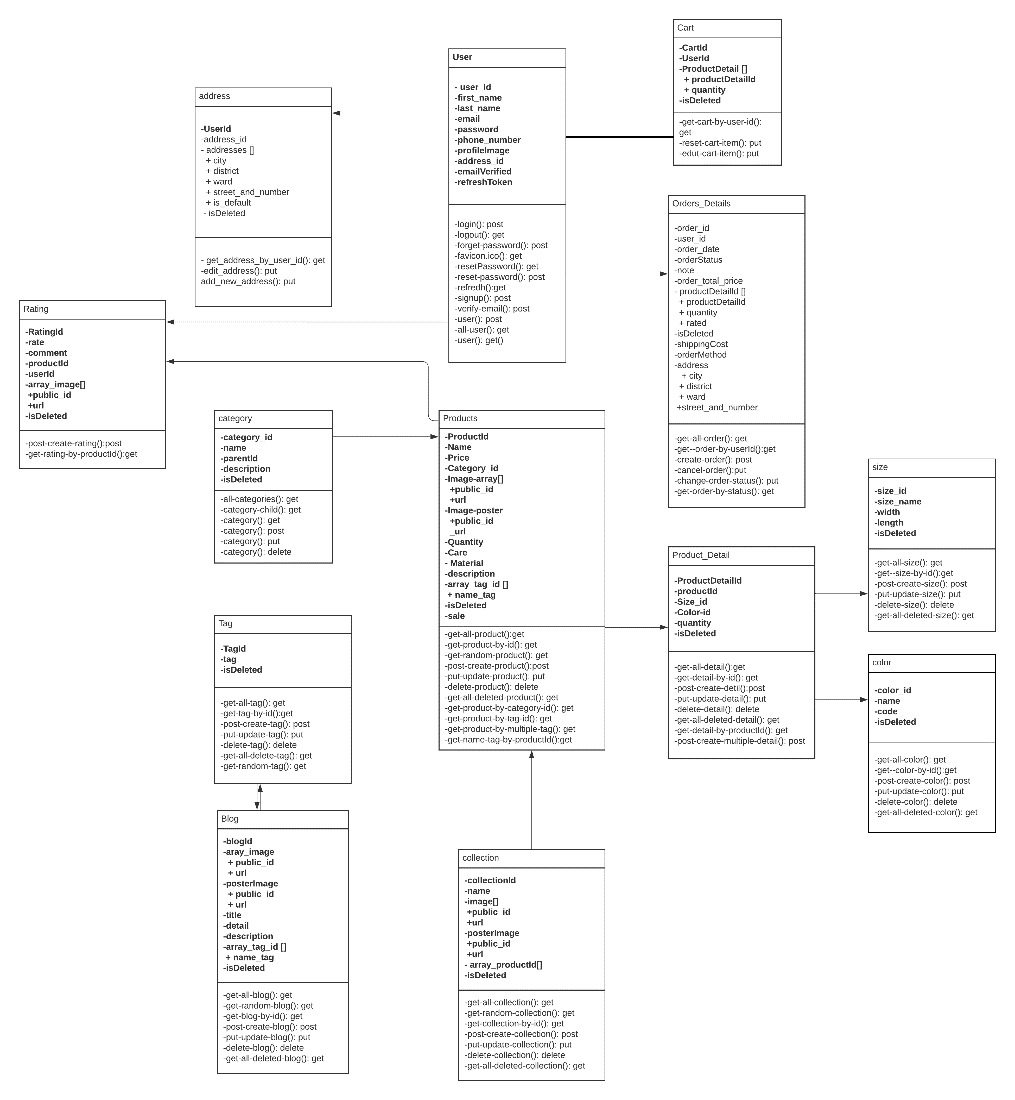 Cart
-CartId
-UserId
-ProductDetail []
+ productDetailId
+ quantity
-isDeleted
-get-cart-by-user-id():
get
-reset-cart-item(): put
-edut-cart-item(): put
User
- user_id
-first_name
-last_name
-email
-password
-phone_number
-profileImage
-address_id
-emailVerified
-refreshToken
-login(): post
-logout(): get
-forget-password(): post
-favicon.ico(): get
-resetPassword(): get
-reset-password(): post
-refredh():get
-signup(): post
-verify-email(): post
-user(): post
-all-user(): get
-user(): get()
address
-UserId
-address_id
- addresses []
+ city
+ district
+ ward
+ street_and_number
+ is_default
- isDeleted
- get_address_by_user_id(): get
-edit_address(): put
add_new_address(): put
Orders_Details
-order_id
-user_id
-order_date
-orderStatus
-note
-order_total_price
- productDetailId []
+ productDetailId
+ quantity
+ rated
-isDeleted
-shippingCost
-orderMethod
-address
+ city
+ district
+ ward
+street_and_number
-get-all-order(): get
-get--order-by-userId():get
-create-order(): post
-cancel-order():put
-change-order-status(): put
-get-order-by-status(): get
Rating
-RatingId
-rate
-comment
-productId
-userId
-array_image[]
+public_id
+url
-isDeleted
-post-create-rating():post
-get-rating-by-productId():get
category
-category_id
-name
-parentId
-description
-isDeleted
-all-categories(): get
-category-child(): get
-category(): get
-category(): post
-category(): put
-category(): delete
Products
-ProductId
-Name
-Price
-Category_id
-Image-array[]
+public_id
+url
-Image-poster
+public_id
_url
-Quantity
-Care
- Material
-description
-array_tag_id []
+ name_tag
-isDeleted
-sale
-get-all-product():get
-get-product-by-id(): get
-get-random-product(): get
-post-create-product():post
-put-update-product(): put
-delete-product(): delete
-get-all-deleted-product(): get
-get-product-by-category-id(): get
-get-product-by-tag-id(): get
-get-product-by-multiple-tag(): get
-get-name-tag-by-productId():get
size
-size_id
-size_name
-width
-length
-isDeleted
-get-all-size(): get
-get--size-by-id():get
-post-create-size(): post
-put-update-size(): put
-delete-size(): delete
-get-all-deleted-size(): get
Product_Detail
-ProductDetailId
-productId
-Size_id
-Color-id
-quantity
-isDeleted
-get-all-detail():get
-get-detail-by-id(): get
-post-create-detil():post
-put-update-detail(): put
-delete-detail(): delete
-get-all-deleted-detail(): get
-get-detail-by-productId(): get
-post-create-multiple-detail(): post
Tag
-TagId
-tag
-isDeleted
-get-all-tag(): get
-get-tag-by-id():get
-post-create-tag(): post
-put-update-tag(): put
-delete-tag(): delete
-get-all-delete-tag(): get
-get-random-tag(): get
color
-color_id
-name
-code
-isDeleted
-get-all-color(): get
-get--color-by-id():get
-post-create-color(): post
-put-update-color(): put
-delete-color(): delete
-get-all-deleted-color(): get
Blog
-blogId
-aray_image
+ public_id
+ url
-posterImage
+ public_id
+ url
-title
-detail
-description
-array_tag_id []
+ name_tag
-isDeleted
-get-all-blog(): get
-get-random-blog(): get
-get-blog-by-id(): get
-post-create-blog(): post
-put-update-blog(): put
-delete-blog(): delete
-get-all-deleted-blog(): get
collection
-collectionId
-name
-image[]
+public_id
+url
-posterImage
+public_id
+url
- array_productId[]
-isDeleted
-get-all-collection(): get
-get-random-collection(): get
-get-collection-by-id(): get
-post-create-collection(): post
-put-update-collection(): put
-delete-collection(): delete
-get-all-deleted-collection(): get